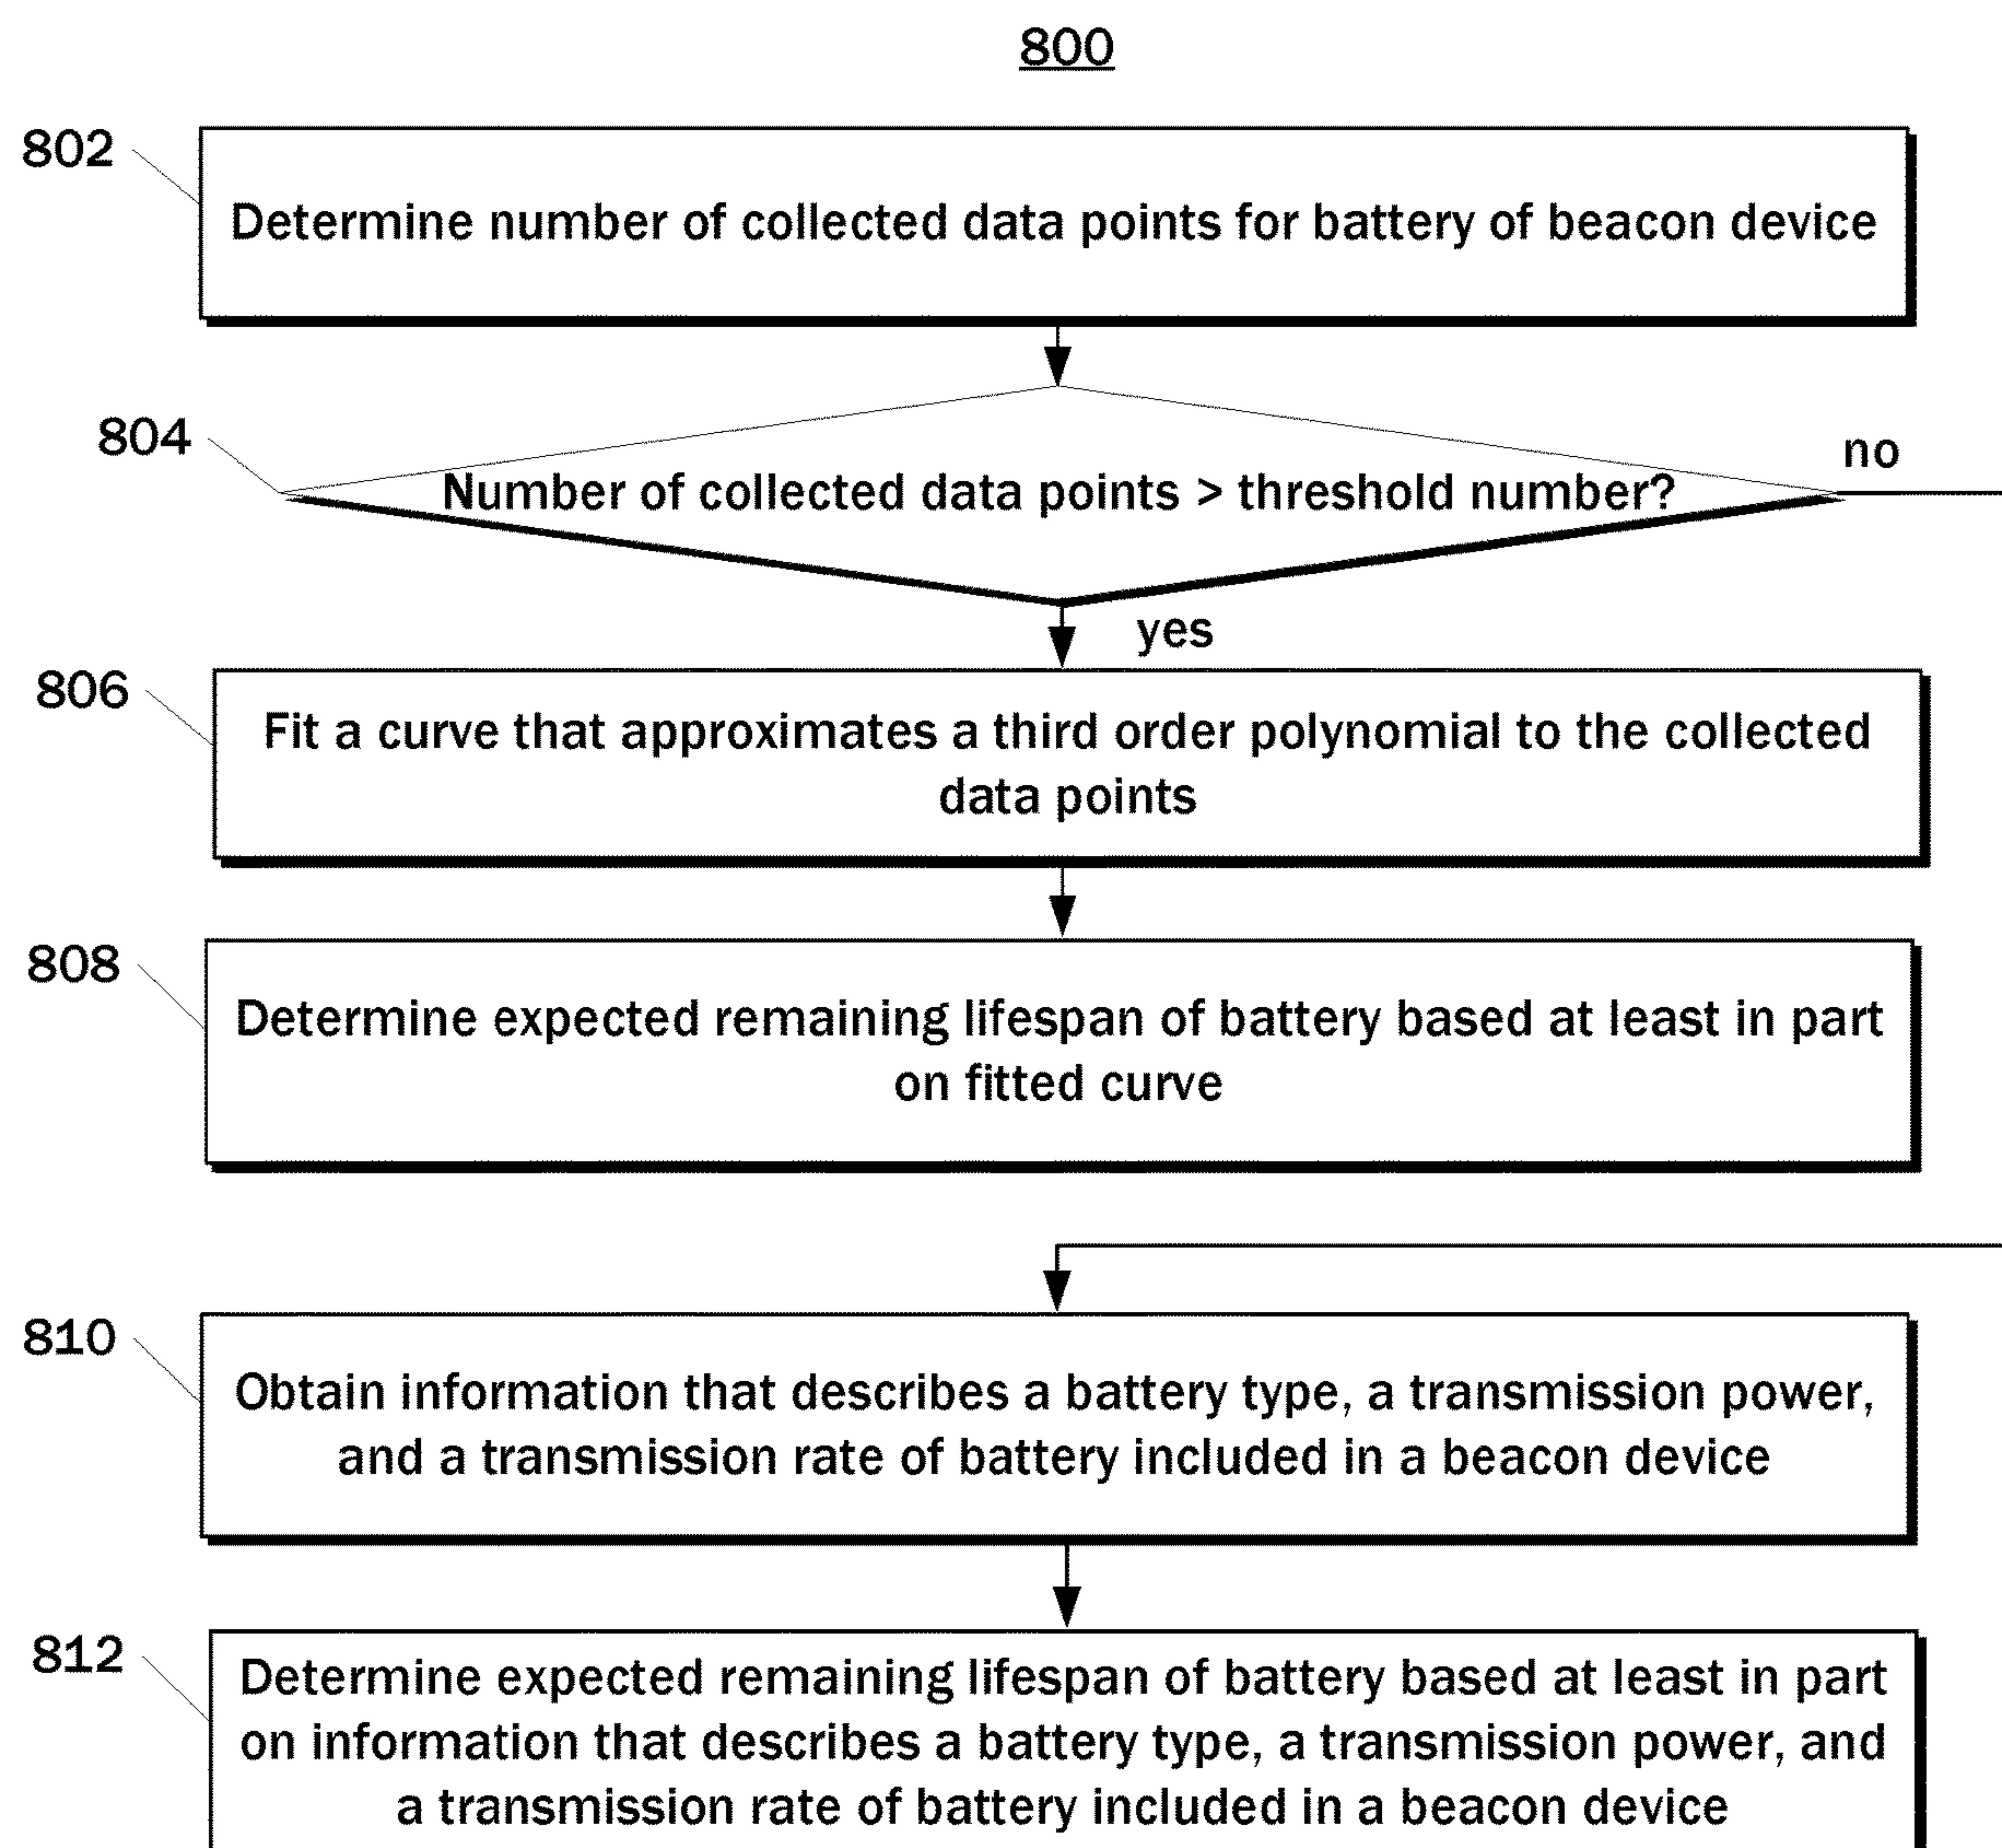 800
802
Determine number of collected data points for battery of beacon device
804
Number of collected data points > threshold number?
no
yes
806
Fit a curve that approximates a third order polynomial to the collected
data points
808
Determine expected remaining lifespan of battery based at least in part
on fitted curve
810
Obtain information that describes a battery type, a transmission power,
and a transmission rate of battery included in a beacon device
812
Determine expected remaining lifespan of battery based at least in part
on information that describes a battery type, a transmission power, and
a transmission rate of battery included in a beacon device